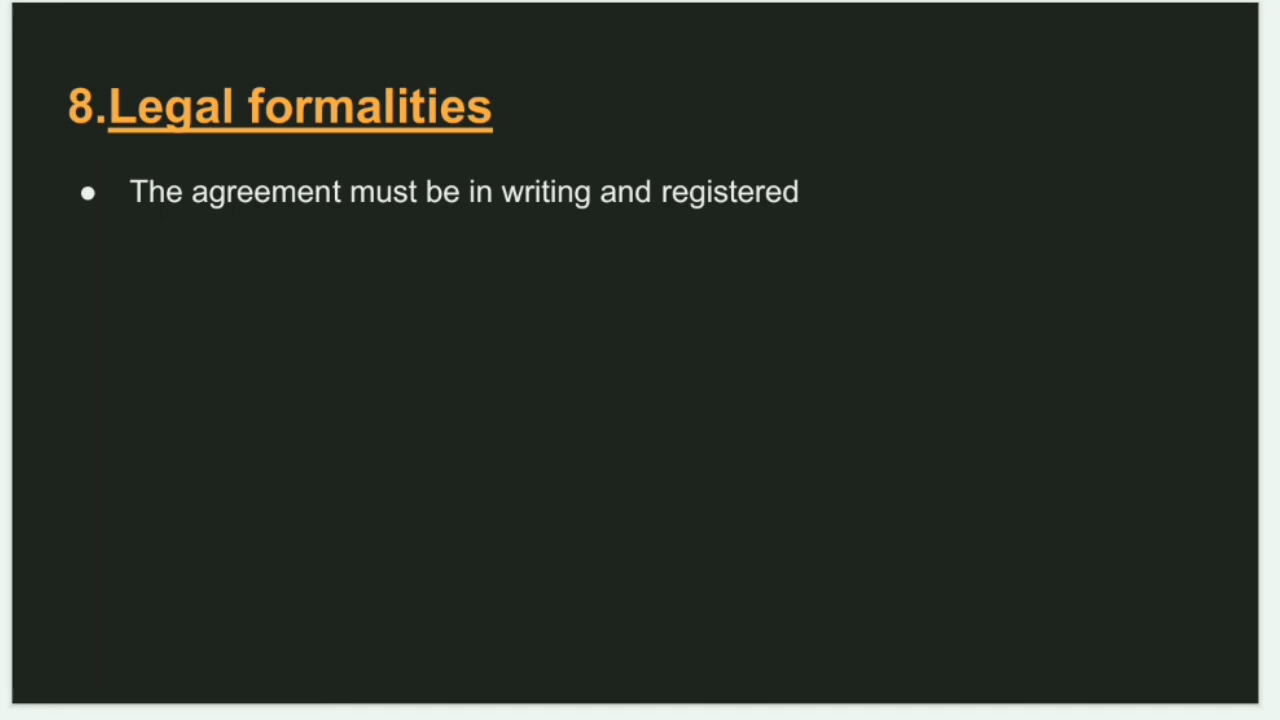 8.Legal formalities
● The agreement must be in writing and registered